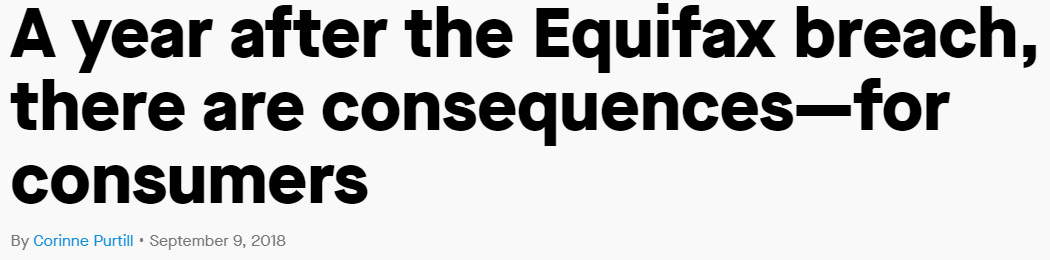 A year after the Equifax breach,
there are consequences—for
consumers
By Corinne Purtill • September 9, 2018